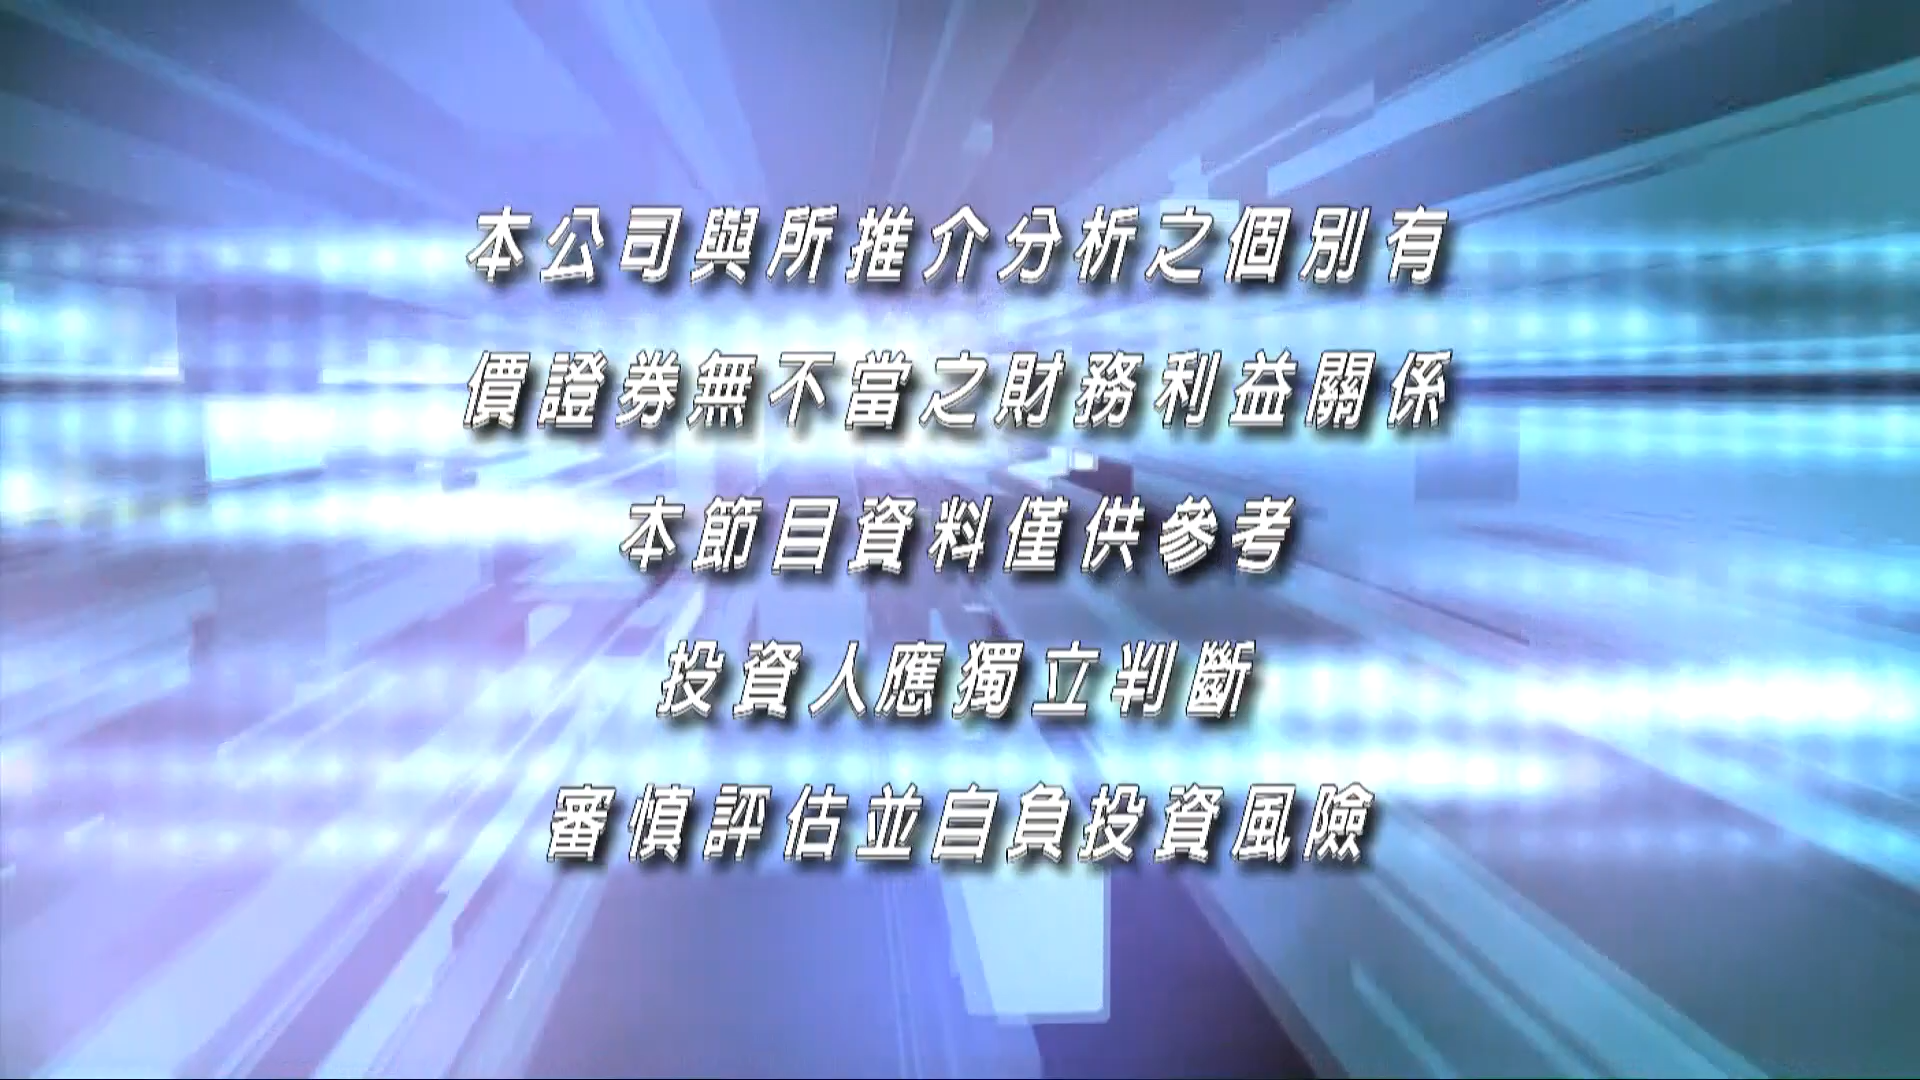 本公司與所推介分析之個別有
價證券無不當之財務利益關係
本節目資料僅供參考
投資人應獨立判斷
審慎評估並自負投資風險